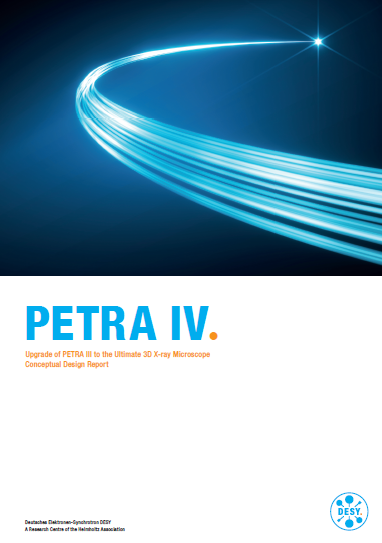 PETRA IV.
Upgrade of PETRA III to the Ultimate 3D X-ray Microscope
Conceptual Design Report
DESY.
Deutsches Elektronen-Synchrotron DESY
A Research Centre of the Helmholtz Association